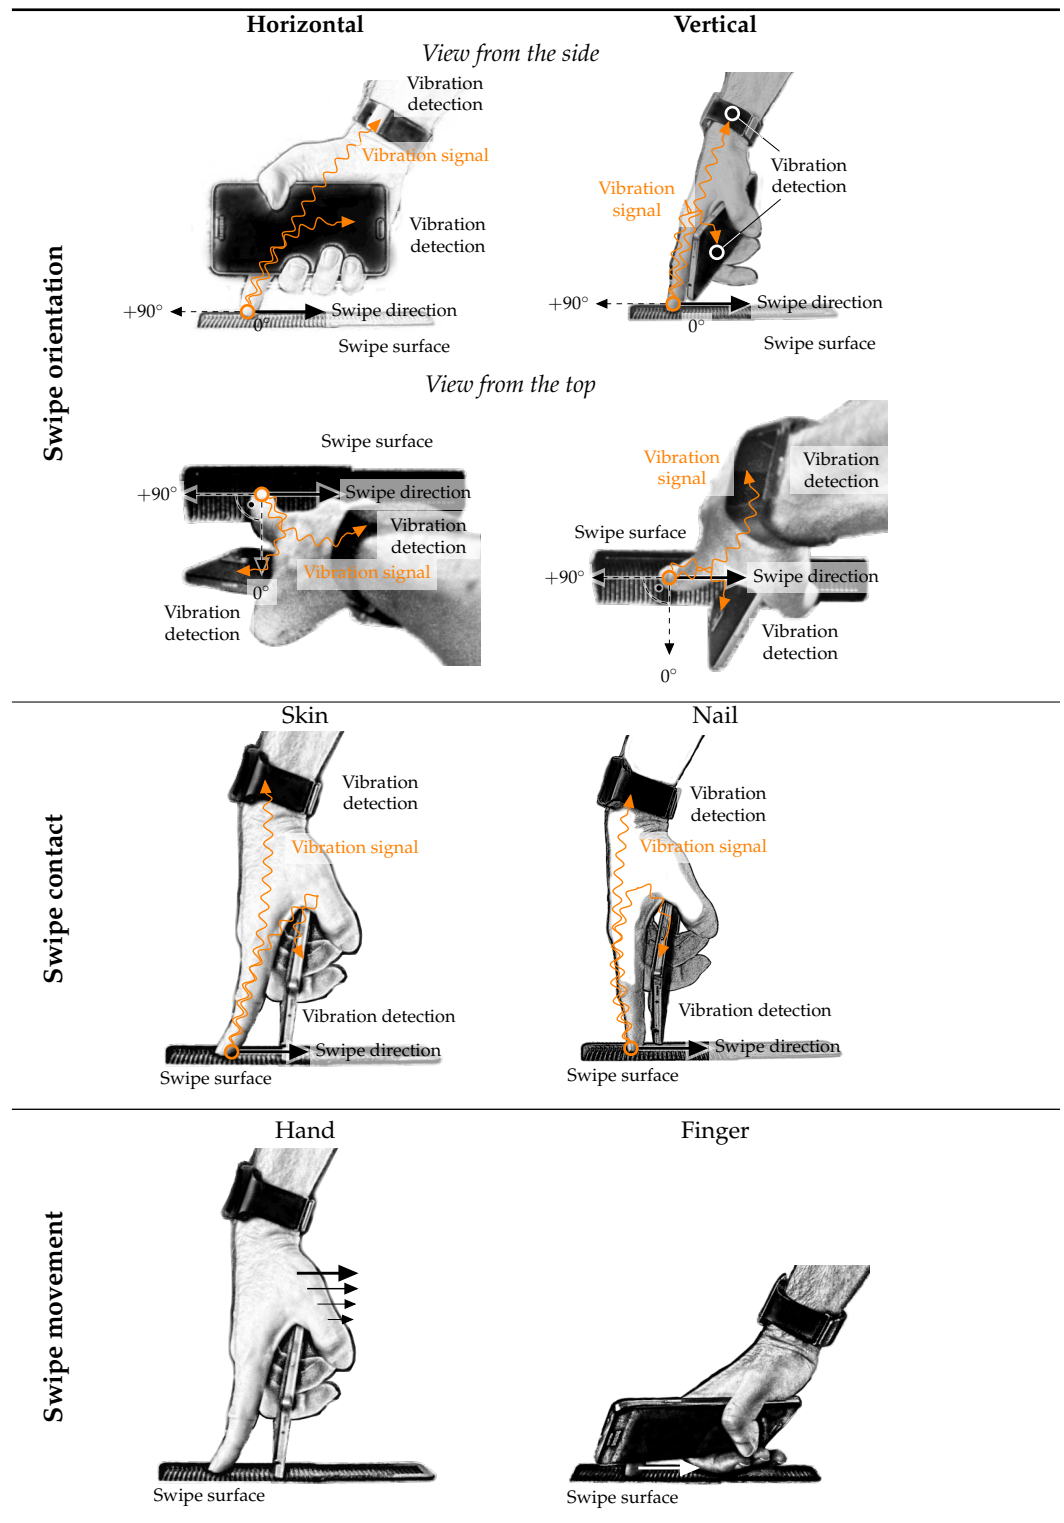 Horizontal
Vertical
View from the side
Vibration
detection
Vibration signal
Vibration
detection
+90°
0°
Swipe direction
Swipe surface
Vibration
detection
Vibration
signal
+90°
0°
Swipe direction
Swipe surface
Swipe orientation
View from the top
Swipe surface
+90°
Swipe direction
Vibration
detection
Vibration signal
0°
Vibration
detection
Vibration
signal
Vibration
detection
Swipe surface
+90°
Swipe direction
Vibration
detection
0°
Swipe contact
Skin
Vibration
detection
Vibration signal
Vibration detection
Swipe direction
Swipe surface
Nail
Vibration
detection
Vibration signal
Vibration detection
Swipe direction
Swipe surface
Swipe movement
Hand
Swipe surface
Finger
Swipe surface